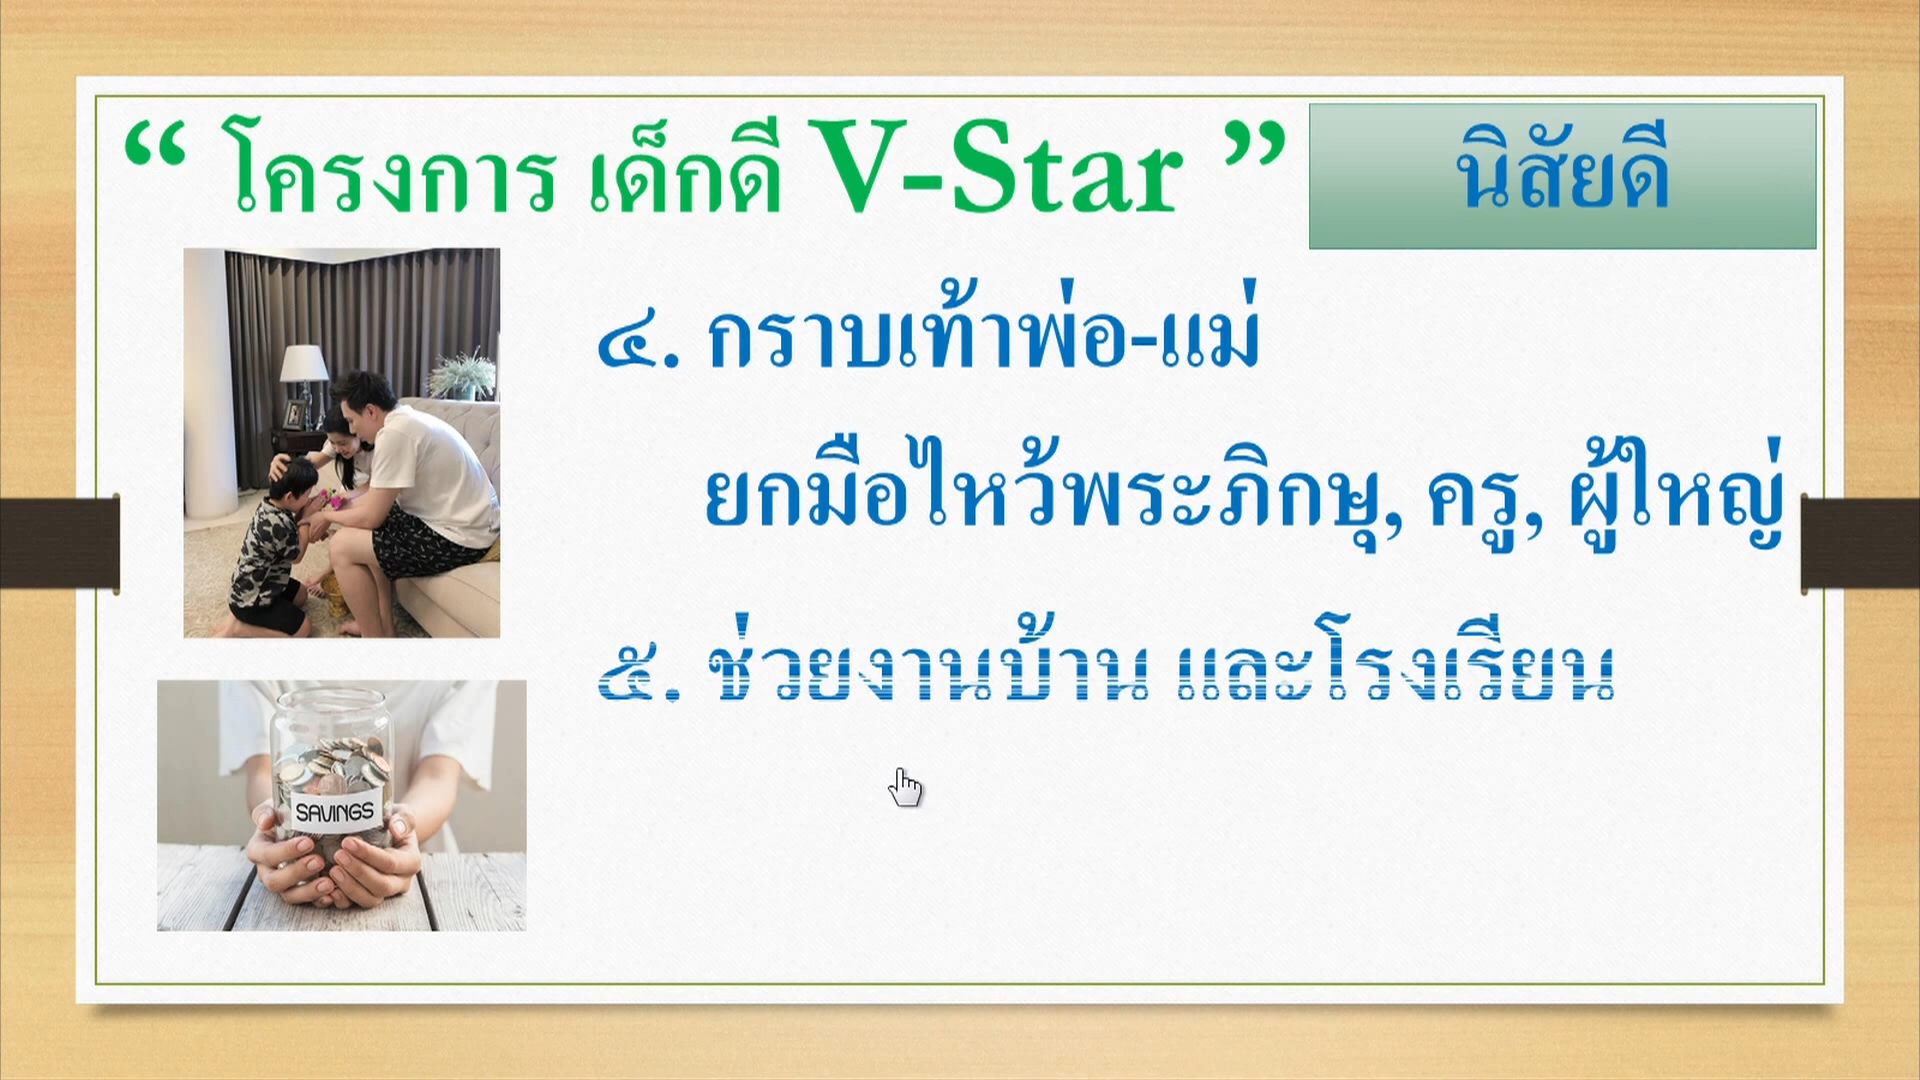 “ โครงการ เด็กดี V-Star ”
นิสัยดี
๔. กราบเท้าพ่อ-แม่
ยกมือไหว้พระภิกษุ, ครู, ผู้ใหญ่
๕. ช่วยงานบ้าน และโรงเรียน
SAVINGS